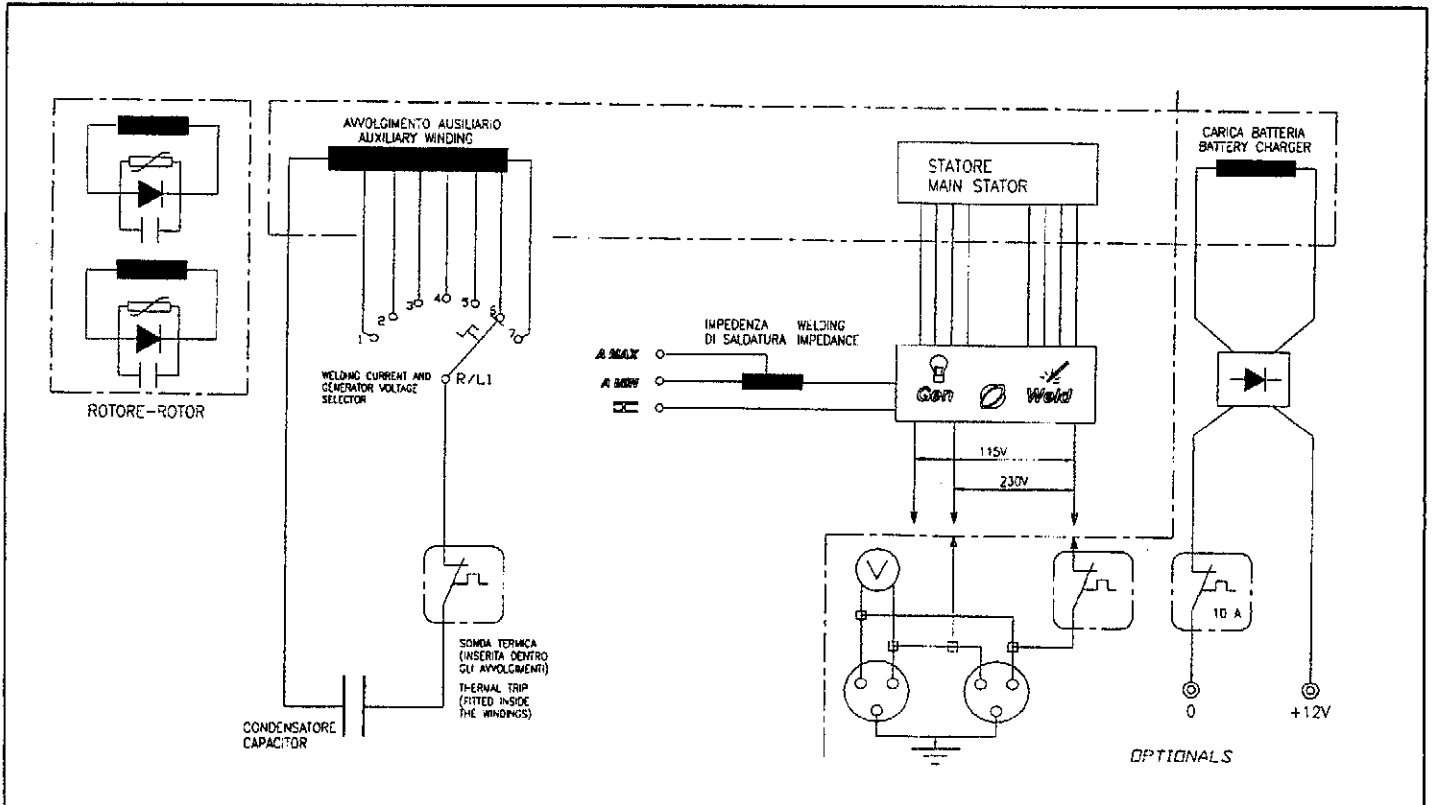 AVVOLGIMENTO AUSILIARIO
AUXILIARY WINDING
STATORE
MAIN STATOR
CARICA BATTERIA
BATTERY CHARGER
1
2
3
4
5
6
7
R/L1
WELDING CURRENT AND
GENERATOR VOLTAGE
SELECTOR
ROTORE-ROTOR
IMPEDENZA WELDING
DI SALDATURA IMPEDANCE
A MAX
A MIN
Gen
Weld
115V
230V
V
10 A
SONDA TERMICA
(INSERITA DENTRO
GLI AVVOLGIMENTI)
THERMAL TRIP
(FITTED INSIDE
THE WINDINGS)
CONDENSATORE
CAPACITOR
0
+12V
OPTIONALS